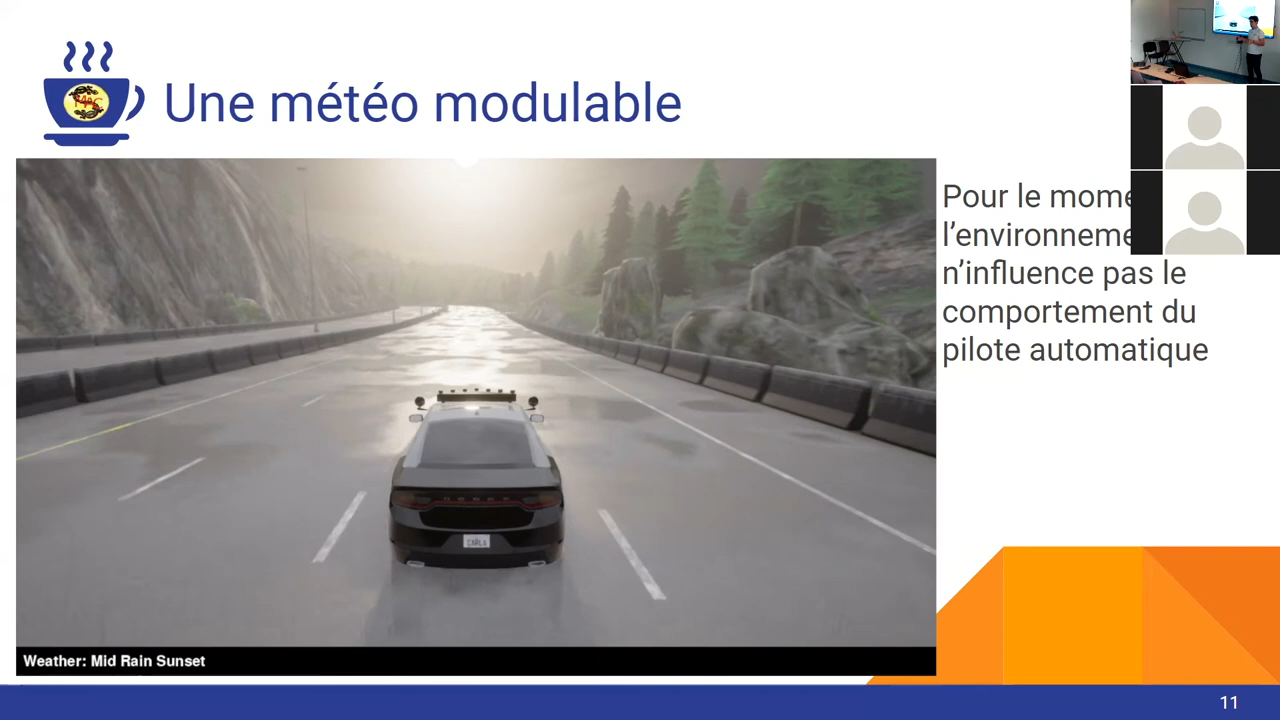 Une météo modulable
Pour le
l'environneme
n'influence pas le
comportement du
pilote automatique
CARLA
Weather: Mid Rain Sunset
11